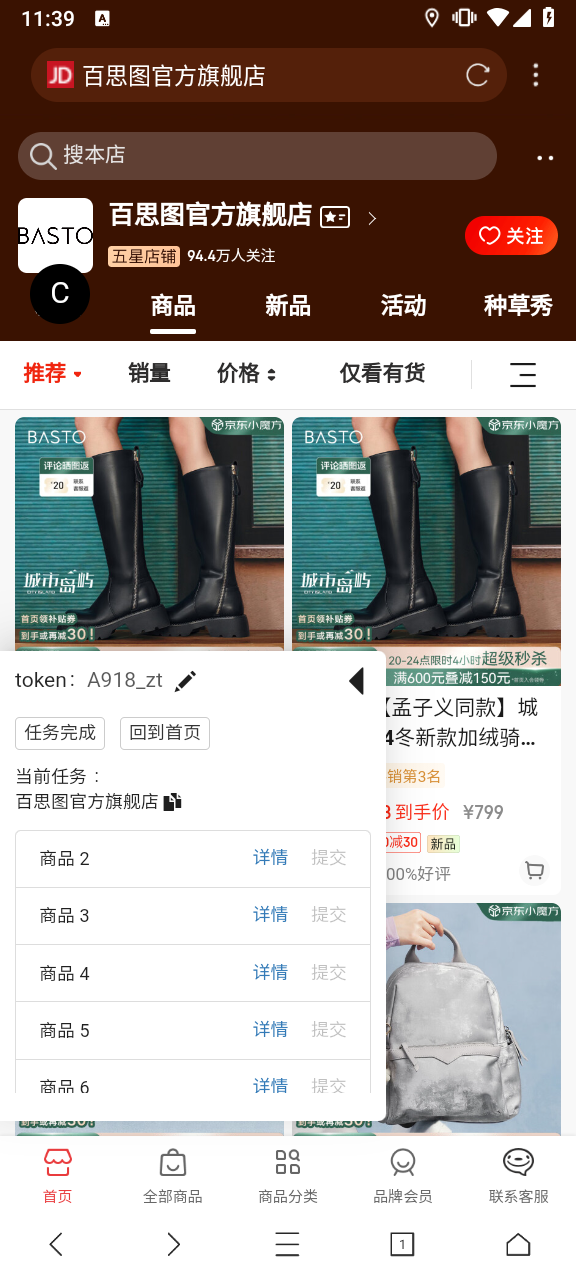 11:39
A
JD 百思图官方旗舰店
搜本店
BASTO
百思图官方旗舰店
五星店铺 94.4万人关注
关注
C
商品 新品 活动 种草秀
推荐 销量 价格 仅看有货
BASTO 京东小魔方
评论晒图返
20
城市岛屿
CITY ISLAND
首页领补贴券
到手或再减30!
BASTO 京东小魔方
评论晒图返
20
城市岛屿
CITY ISLAND
首页领补贴券
到手或再减30!
20-24点限时4小时 超级秒杀
满600元叠减150元
【孟子义同款】城
4冬新款加绒骑...
销第3名
到手价 ¥799
减30 新品
00%好评
京东小魔方
token： A918_zt
任务完成 回到首页
当前任务：
百思图官方旗舰店
商品 2 详情 提交
商品 3 详情 提交
商品 4 详情 提交
商品 5 详情 提交
商品 6 详情 提交
首页 全部商品 商品分类 品牌会员 联系客服
1